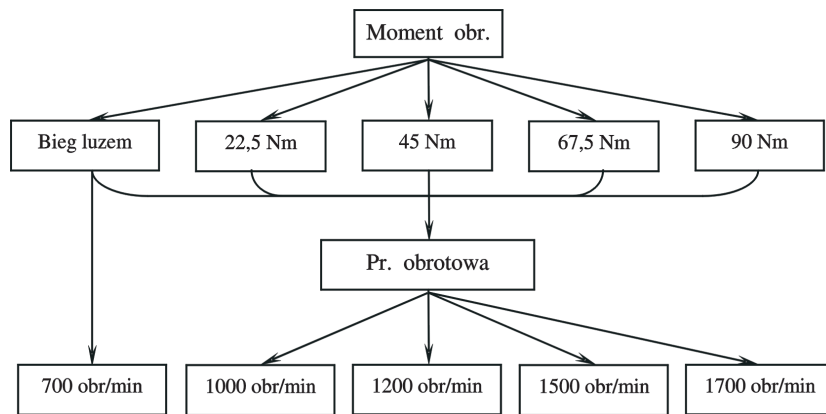 Moment obr.
Bieg luzem
22,5 Nm
45 Nm
67,5 Nm
90 Nm
Pr. obrotowa
700 obr/min
1000 obr/min
1200 obr/min
1500 obr/min
1700 obr/min